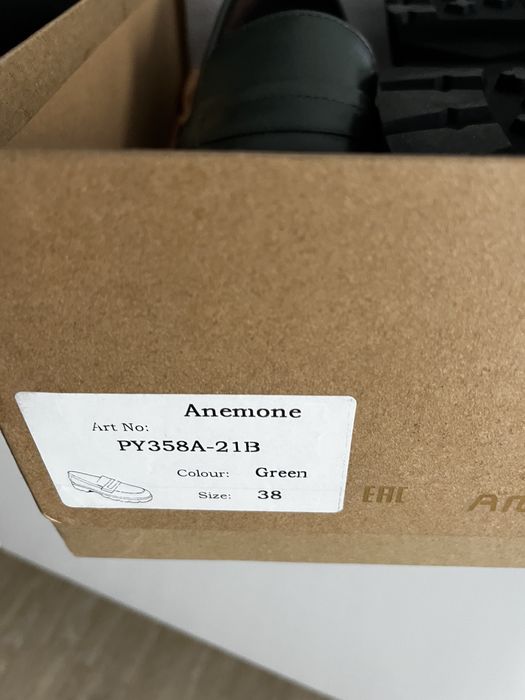 Anemone
Art No:
PY358A-21B
Colour: Green
Size: 38
EAC